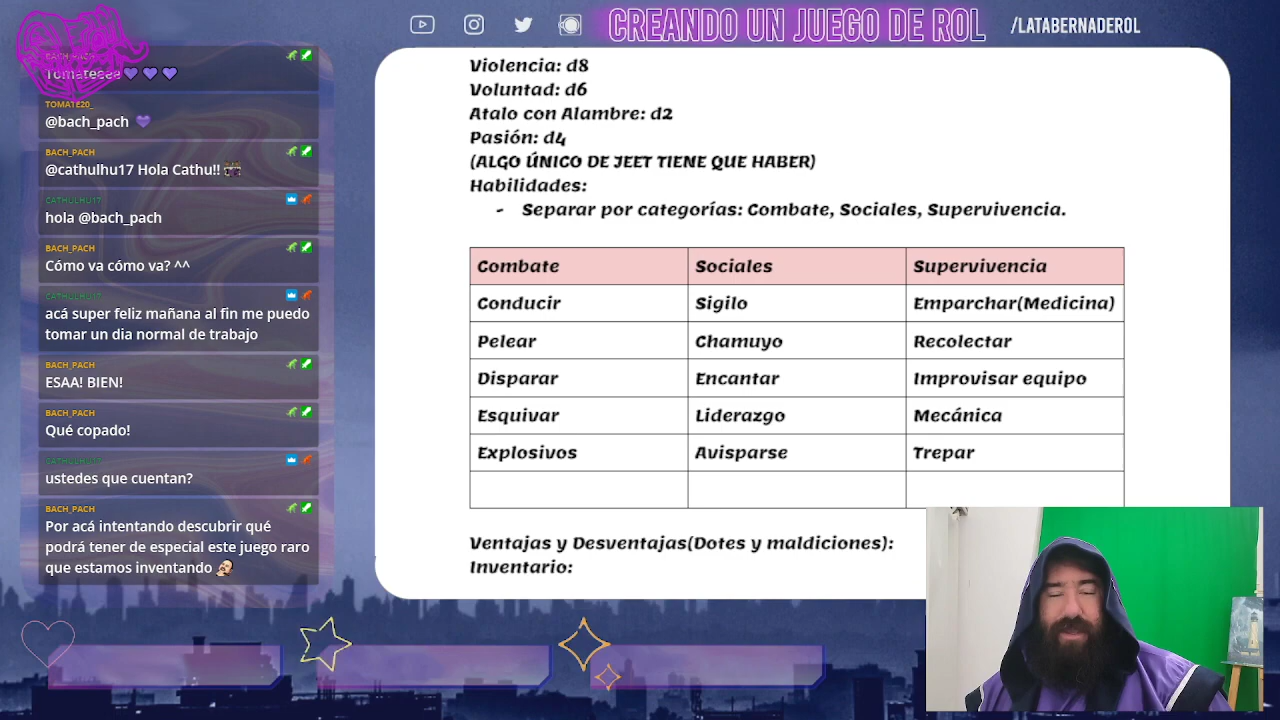 CREANDO UN JUEGO DE ROL
/LATABERNADEROL
BACH_PACH
Tomateeee
TOMATE20_
@bach_pach
BACH_PACH
@cathulhu17 Hola Cathu!!
CATHULHU17
hola @bach_pach
BACH_PACH
Cómo va cómo va? ^^
CATHULHU17
acá super feliz mañana al fin me puedo
tomar un dia normal de trabajo
BACH_PACH
ESAA! BIEN!
BACH_PACH
Qué copado!
CATHULHU17
ustedes que cuentan?
BACH_PACH
Por acá intentando descubrir qué
podrá tener de especial este juego raro
que estamos inventando
Violencia: d8
Voluntad: d6
Atalo con Alambre: d2
Pasión: d4
(ALGO ÚNICO DE JEET TIENE QUE HABER)
Habilidades:
- Separar por categorías: Combate, Sociales, Supervivencia.
Combate Sociales Supervivencia
Conducir Sigilo Emparchar(Medicina)
Pelear Chamuyo Recolectar
Disparar Encantar Improvisar equipo
Esquivar Liderazgo Mecánica
Explosivos Avisparse Trepar
Ventajas y Desventajas(Dotes y maldiciones):
Inventario: